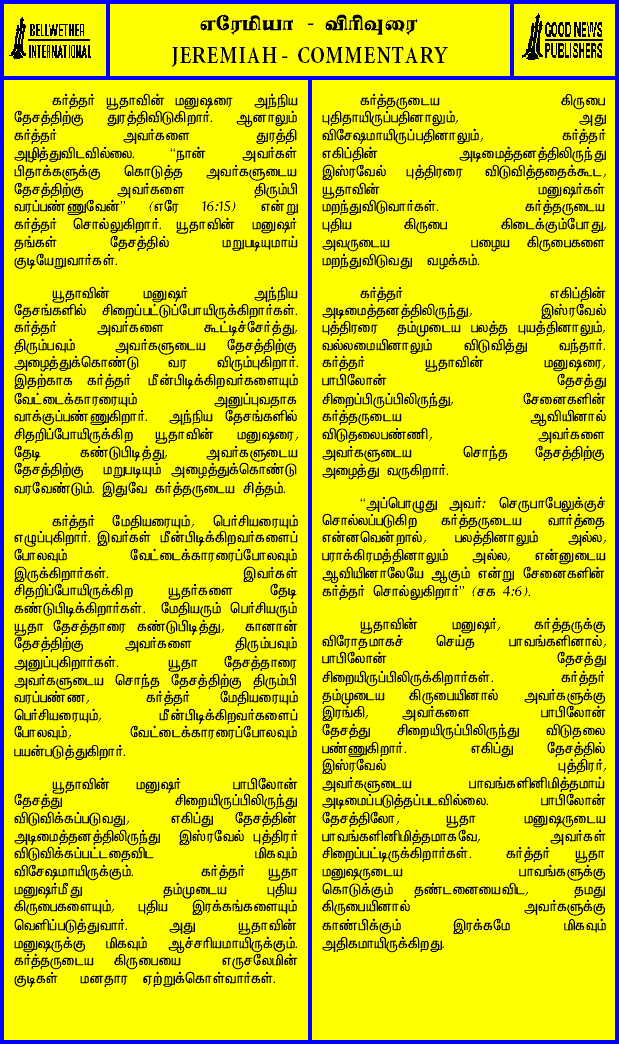 BELLWETHER
INTERNATIONAL
எரேமியா - விரிவுரை
JEREMIAH - COMMENTARY
GOOD NEWS
PUBLISHERS
கர்த்தர் யூதாவின் மனுஷரை அந்நிய
தேசத்திற்கு துரத்திவிடுகிறார். ஆனாலும்
கர்த்தர் அவர்களை துரத்தி
அழித்துவிடவில்லை. “நான் அவர்கள்
பிதாக்களுக்கு கொடுத்த அவர்களுடைய
தேசத்திற்கு அவர்களை திரும்பி
வரப்பண்ணுவேன்” (எரே 16:15) என்று
கர்த்தர் சொல்லுகிறார். யூதாவின் மனுஷர்
தங்கள் தேசத்தில் மறுபடியுமாய்
குடியேறுவார்கள்.
யூதாவின் மனுஷர் அந்நிய
தேசங்களில் சிறைப்பட்டுப்போயிருக்கிறார்கள்.
கர்த்தர் அவர்களை கூட்டிச்சேர்த்து,
திரும்பவும் அவர்களுடைய தேசத்திற்கு
அழைத்துக்கொண்டு வர விரும்புகிறார்.
இதற்காக கர்த்தர் மீன்பிடிக்கிறவர்களையும்
வேட்டைக்காரரையும் அனுப்புவதாக
வாக்குப்பண்ணுகிறார். அந்நிய தேசங்களில்
சிதறிப்போயிருக்கிற யூதாவின் மனுஷரை,
தேடி கண்டுபிடித்து, அவர்களுடைய
தேசத்திற்கு மறுபடியும் அழைத்துக்கொண்டு
வரவேண்டும். இதுவே கர்த்தருடைய சித்தம்.
கர்த்தர் மேதியரையும், பெர்சியரையும்
எழுப்புகிறார். இவர்கள் மீன்பிடிக்கிறவர்களைப்
போலவும் வேட்டைக்காரரைப்போலவும்
இருக்கிறார்கள். இவர்கள்
சிதறிப்போயிருக்கிற யூதர்களை தேடி
கண்டுபிடிக்கிறார்கள். மேதியரும் பெர்சியரும்
யூதா தேசத்தாரை கண்டுபிடித்து, கானான்
தேசத்திற்கு அவர்களை திரும்பவும்
அனுப்புகிறார்கள். யூதா தேசத்தாரை
அவர்களுடைய சொந்த தேசத்திற்கு திரும்பி
வரப்பண்ண, கர்த்தர் மேதியரையும்
பெர்சியரையும், மீன்பிடிக்கிறவர்களைப்
போலவும், வேட்டைக்காரரைப்போலவும்
பயன்படுத்துகிறார்.
யூதாவின் மனுஷர் பாபிலோன்
தேசத்து சிறையிருப்பிலிருந்து
விடுவிக்கப்படுவது, எகிப்து தேசத்தின்
அடிமைத்தனத்திலிருந்து இஸ்ரவேல் புத்திரர்
விடுவிக்கப்பட்டதைவிட மிகவும்
விசேஷமாயிருக்கும். கர்த்தர் யூதா
மனுஷர்மீது தம்முடைய புதிய
கிருபைகளையும், புதிய இரக்கங்களையும்
வெளிப்படுத்துவார். அது யூதாவின்
மனுஷருக்கு மிகவும் ஆச்சரியமாயிருக்கும்.
கர்த்தருடைய கிருபையை எருசலேமின்
குடிகள் மனதார ஏற்றுக்கொள்வார்கள்.
கர்த்தருடைய கிருபை
புதிதாயிருப்பதினாலும், அது
விசேஷமாயிருப்பதினாலும், கர்த்தர்
எகிப்தின் அடிமைத்தனத்திலிருந்து
இஸ்ரவேல் புத்திரரை விடுவித்ததைக்கூட,
யூதாவின் மனுஷர்கள்
மறந்துவிடுவார்கள். கர்த்தருடைய
புதிய கிருபை கிடைக்கும்போது,
அவருடைய பழைய கிருபைகளை
மறந்துவிடுவது வழக்கம்.
கர்த்தர் எகிப்தின்
அடிமைத்தனத்திலிருந்து, இஸ்ரவேல்
புத்திரரை தம்முடைய பலத்த புயத்தினாலும்,
வல்லமையினாலும் விடுவித்து வந்தார்.
கர்த்தர் யூதாவின் மனுஷரை,
பாபிலோன் தேசத்து
சிறைப்பிருப்பிலிருந்து, சேனைகளின்
கர்த்தருடைய ஆவியினால்
விடுதலைபண்ணி, அவர்களை
அவர்களுடைய சொந்த தேசத்திற்கு
அழைத்து வருகிறார்.
“அப்பொழுது அவர்: செருபாபேலுக்குச்
சொல்லப்படுகிற கர்த்தருடைய வார்த்தை
என்னவென்றால், பலத்தினாலும் அல்ல,
பராக்கிரமத்தினாலும் அல்ல, என்னுடைய
ஆவியினாலேயே ஆகும் என்று சேனைகளின்
கர்த்தர் சொல்லுகிறார்” (சக 4:6).
யூதாவின் மனுஷர், கர்த்தருக்கு
விரோதமாகச் செய்த பாவங்களினால்,
பாபிலோன் தேசத்து
சிறையிருப்பிலிருக்கிறார்கள். கர்த்தர்
தம்முடைய கிருபையினால் அவர்களுக்கு
இரங்கி, அவர்களை பாபிலோன்
தேசத்து சிறையிருப்பிலிருந்து விடுதலை
பண்ணுகிறார். எகிப்து தேசத்தில்
இஸ்ரவேல் புத்திரர்,
அவர்களுடைய பாவங்களினிமித்தமாய்
அடிமைப்படுத்தப்படவில்லை. பாபிலோன்
தேசத்திலோ, யூதா மனுஷருடைய
பாவங்களினிமித்தமாகவே, அவர்கள்
சிறைப்பட்டிருக்கிறார்கள். கர்த்தர் யூதா
மனுஷருடைய பாவங்களுக்கு
கொடுக்கும் தண்டனையைவிட, தமது
கிருபையினால் அவர்களுக்கு
காண்பிக்கும் இரக்கமே மிகவும்
அதிகமாயிருக்கிறது.